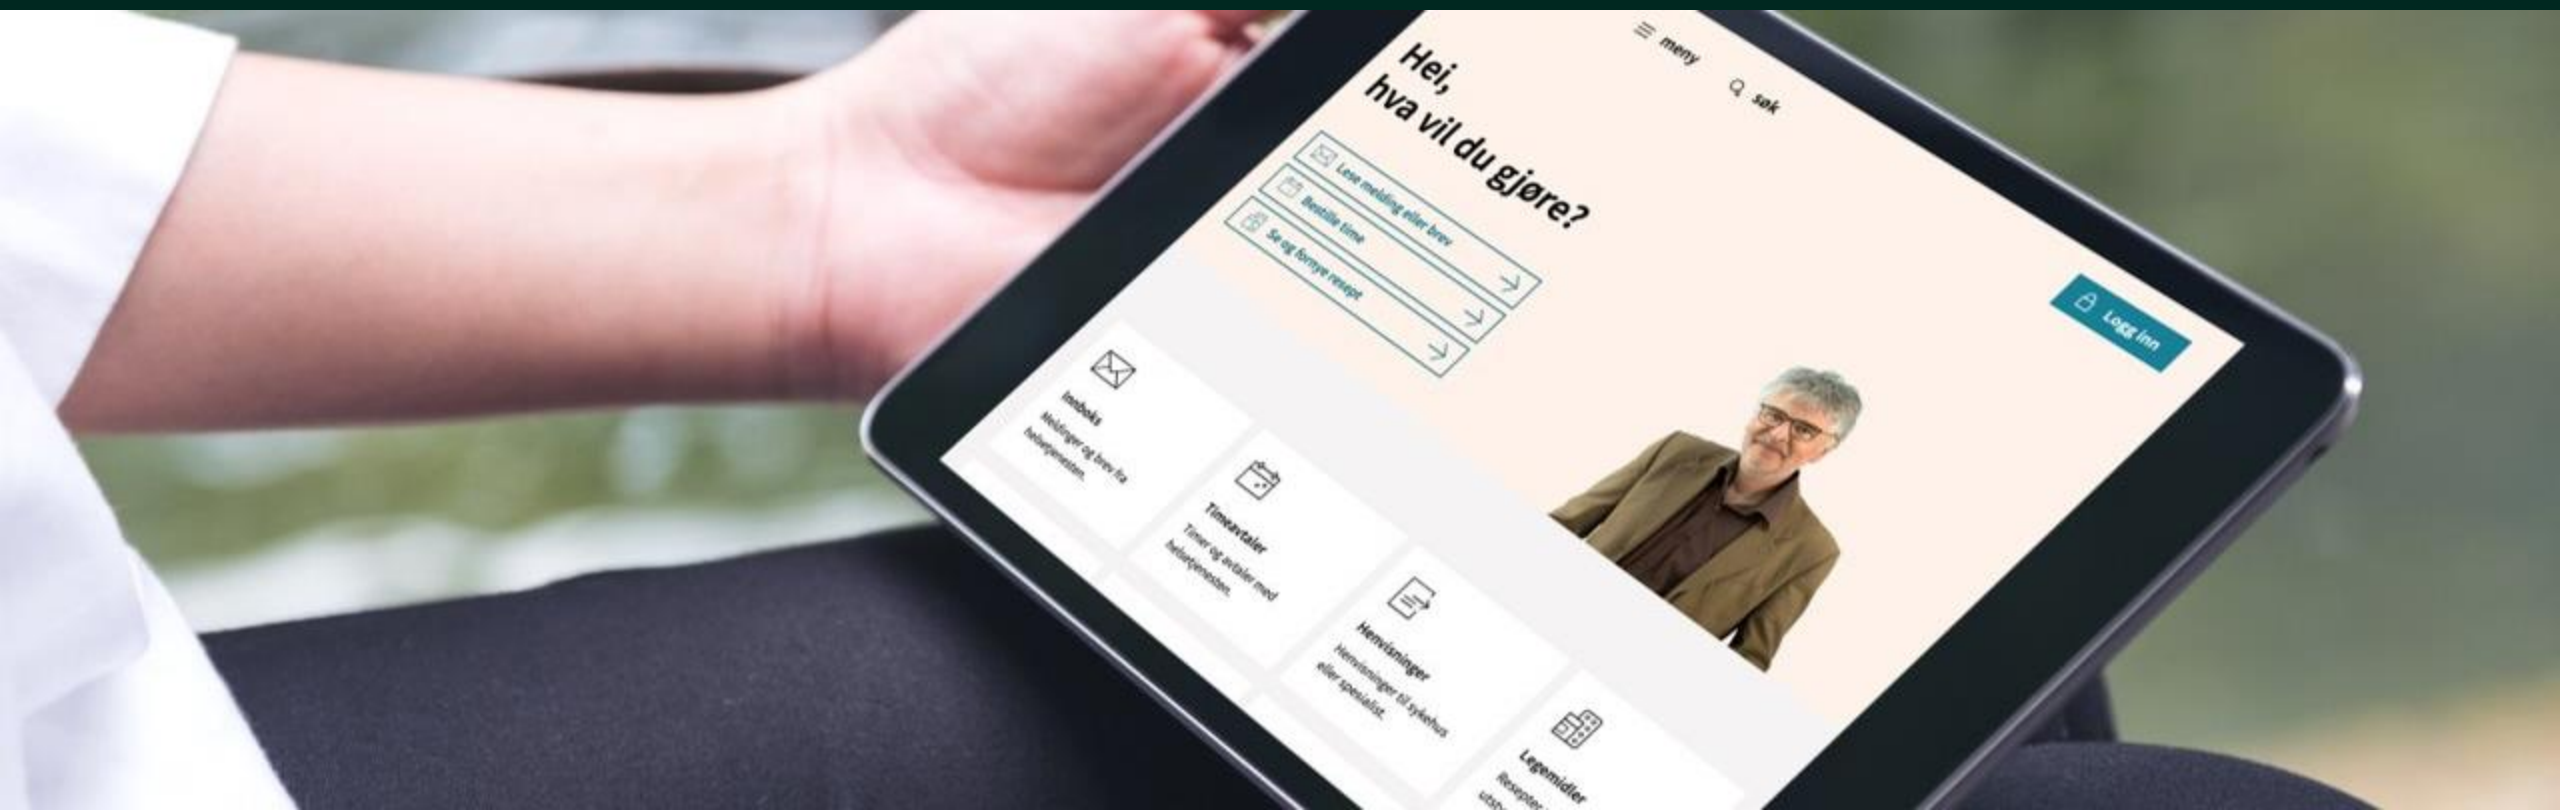 meny
søk
Hei,
hva vil du gjøre?
Lese melding eller brev
Bestille time
Se og fornye resept
Logg inn
Innboks
Meldinger og brev fra
helsetjenesten.
Timeavtaler
Timer og avtaler med
helsetjenesten.
Henvisninger
Henvisninger til sykehus
eller spesialist.
Legemidler
Resepter